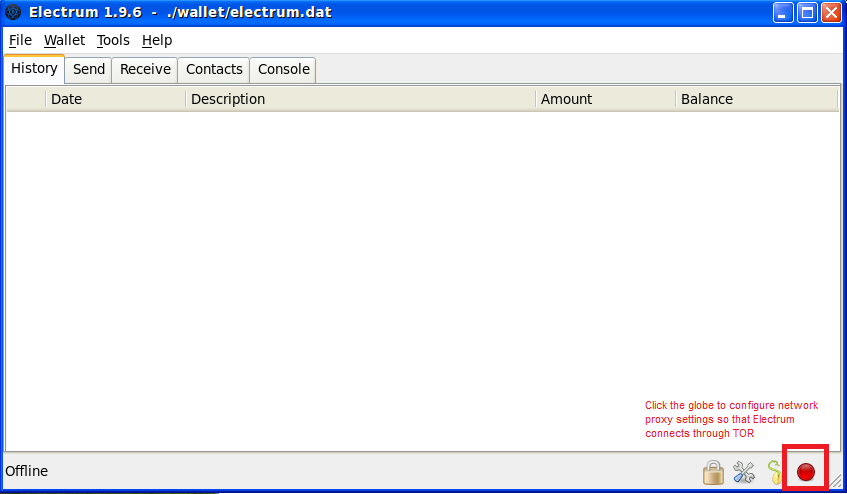 Electrum 1.9.6 - ./wallet/electrum.dat
File Wallet Tools Help
History Send Receive Contacts Console
Date Description Amount Balance
Click the globe to configure network
proxy settings so that Electrum
connects through TOR
Offline